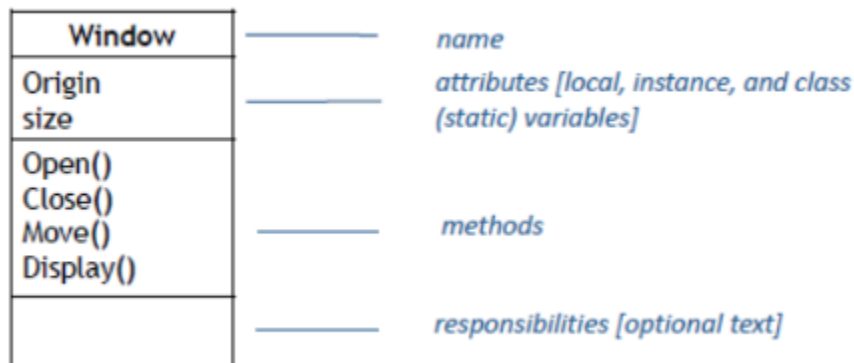 Window
name
Origin
size
attributes [local, instance, and class
(static) variables]
Open()
Close()
Move()
Display()
methods
responsibilities [optional text]